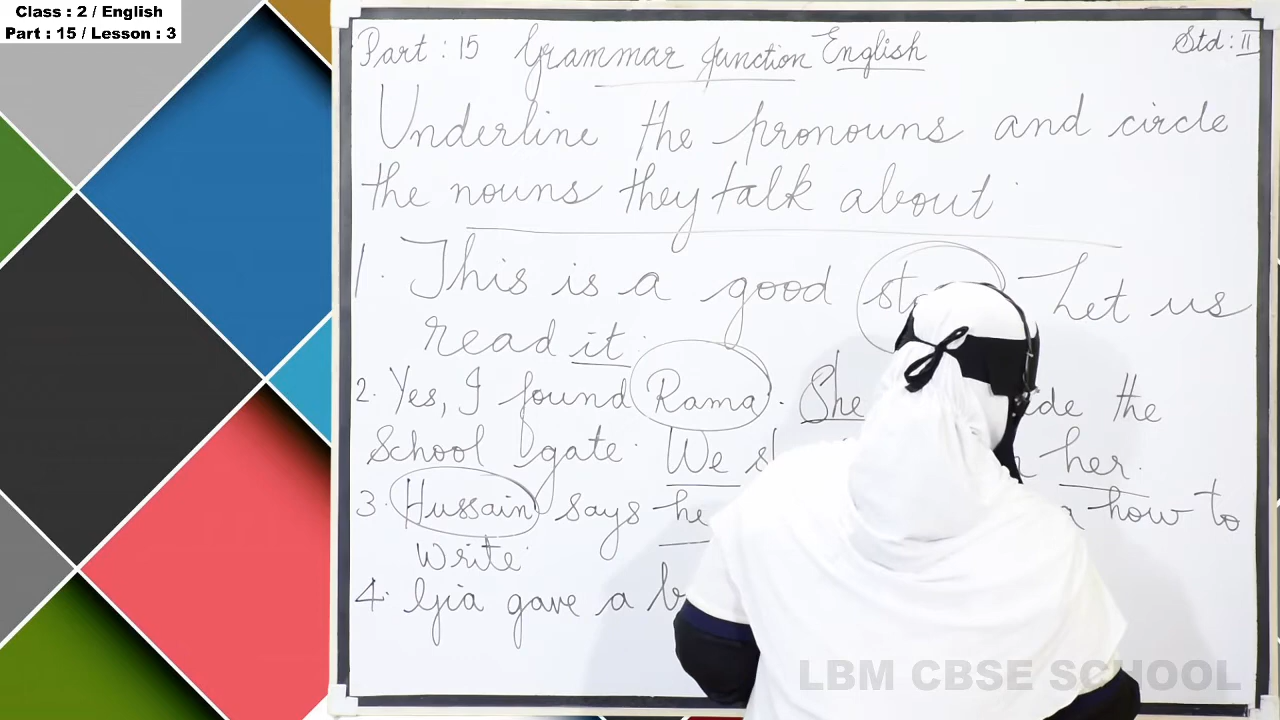 Class : 2 / English
Part : 15 / Lesson : 3
Part : 15 Grammar Junction English Std : II
Underline the pronouns and circle
the nouns they talk about
1. This is a good Let us
read it.
2. Yes, I found Rama. She the
School gate. We her.
3. Hussain says he how to
write.
4. Gia gave a
LBM CBSE SCHOOL